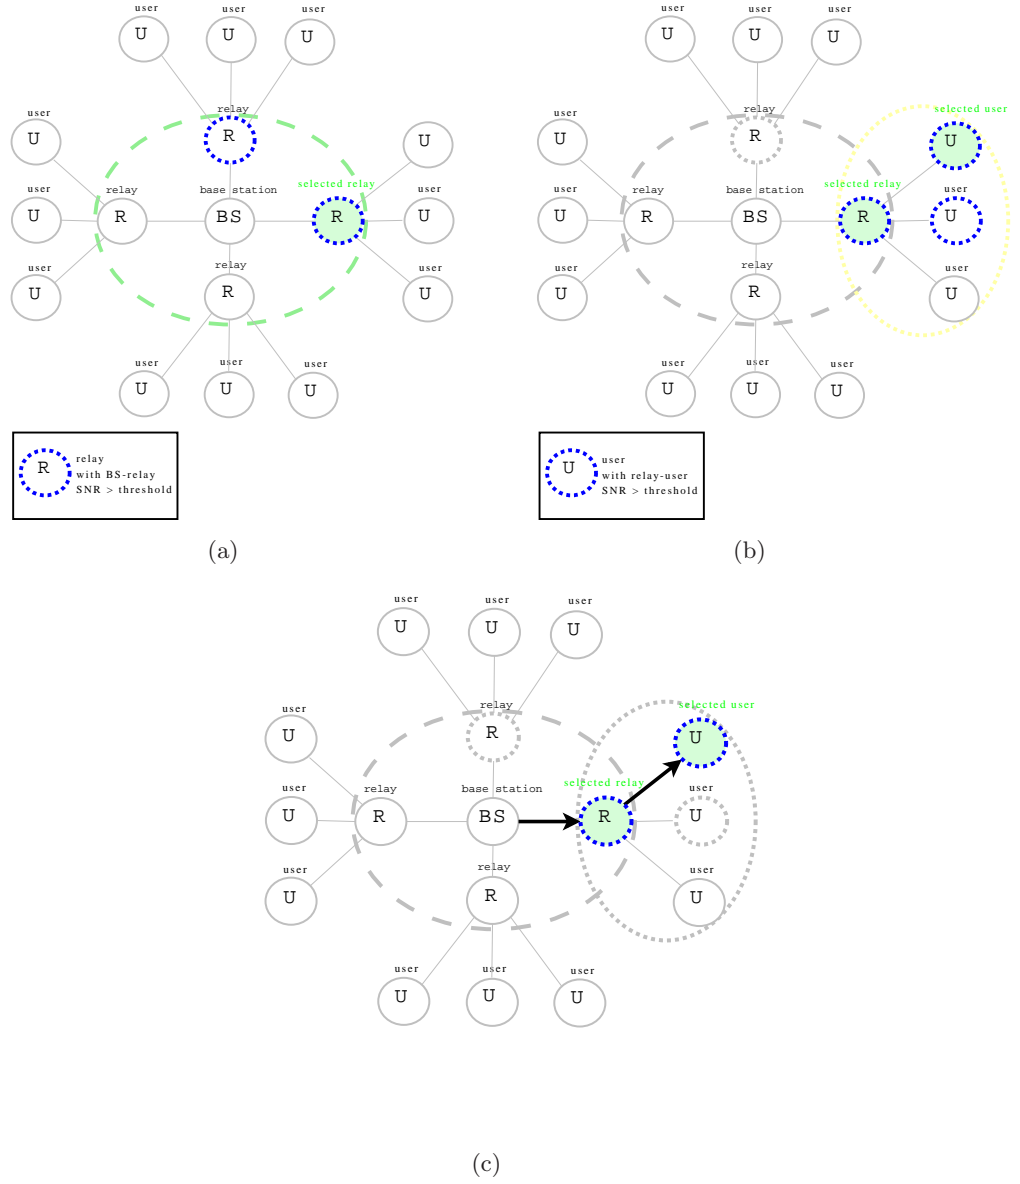 user user user
U U U
relay
R
user
U
U
relay base station selected relay
user user
U R BS R U
user relay user
U R U
user user user
U U U
R
relay
with BS-relay
SNR > threshold
(a)
user user user
U U U
selected user
relay
R
user
U
U
selected relay
relay base station
user user
U R BS R U
user relay user
U R U
user user user
U U U
U
user
with relay-user
SNR > threshold
(b)
user user user
U U U
relay selected user
R
user
U
U
selected relay
relay base station
user user
U R BS R U
user relay
U R U
user user user
U U U
(c)